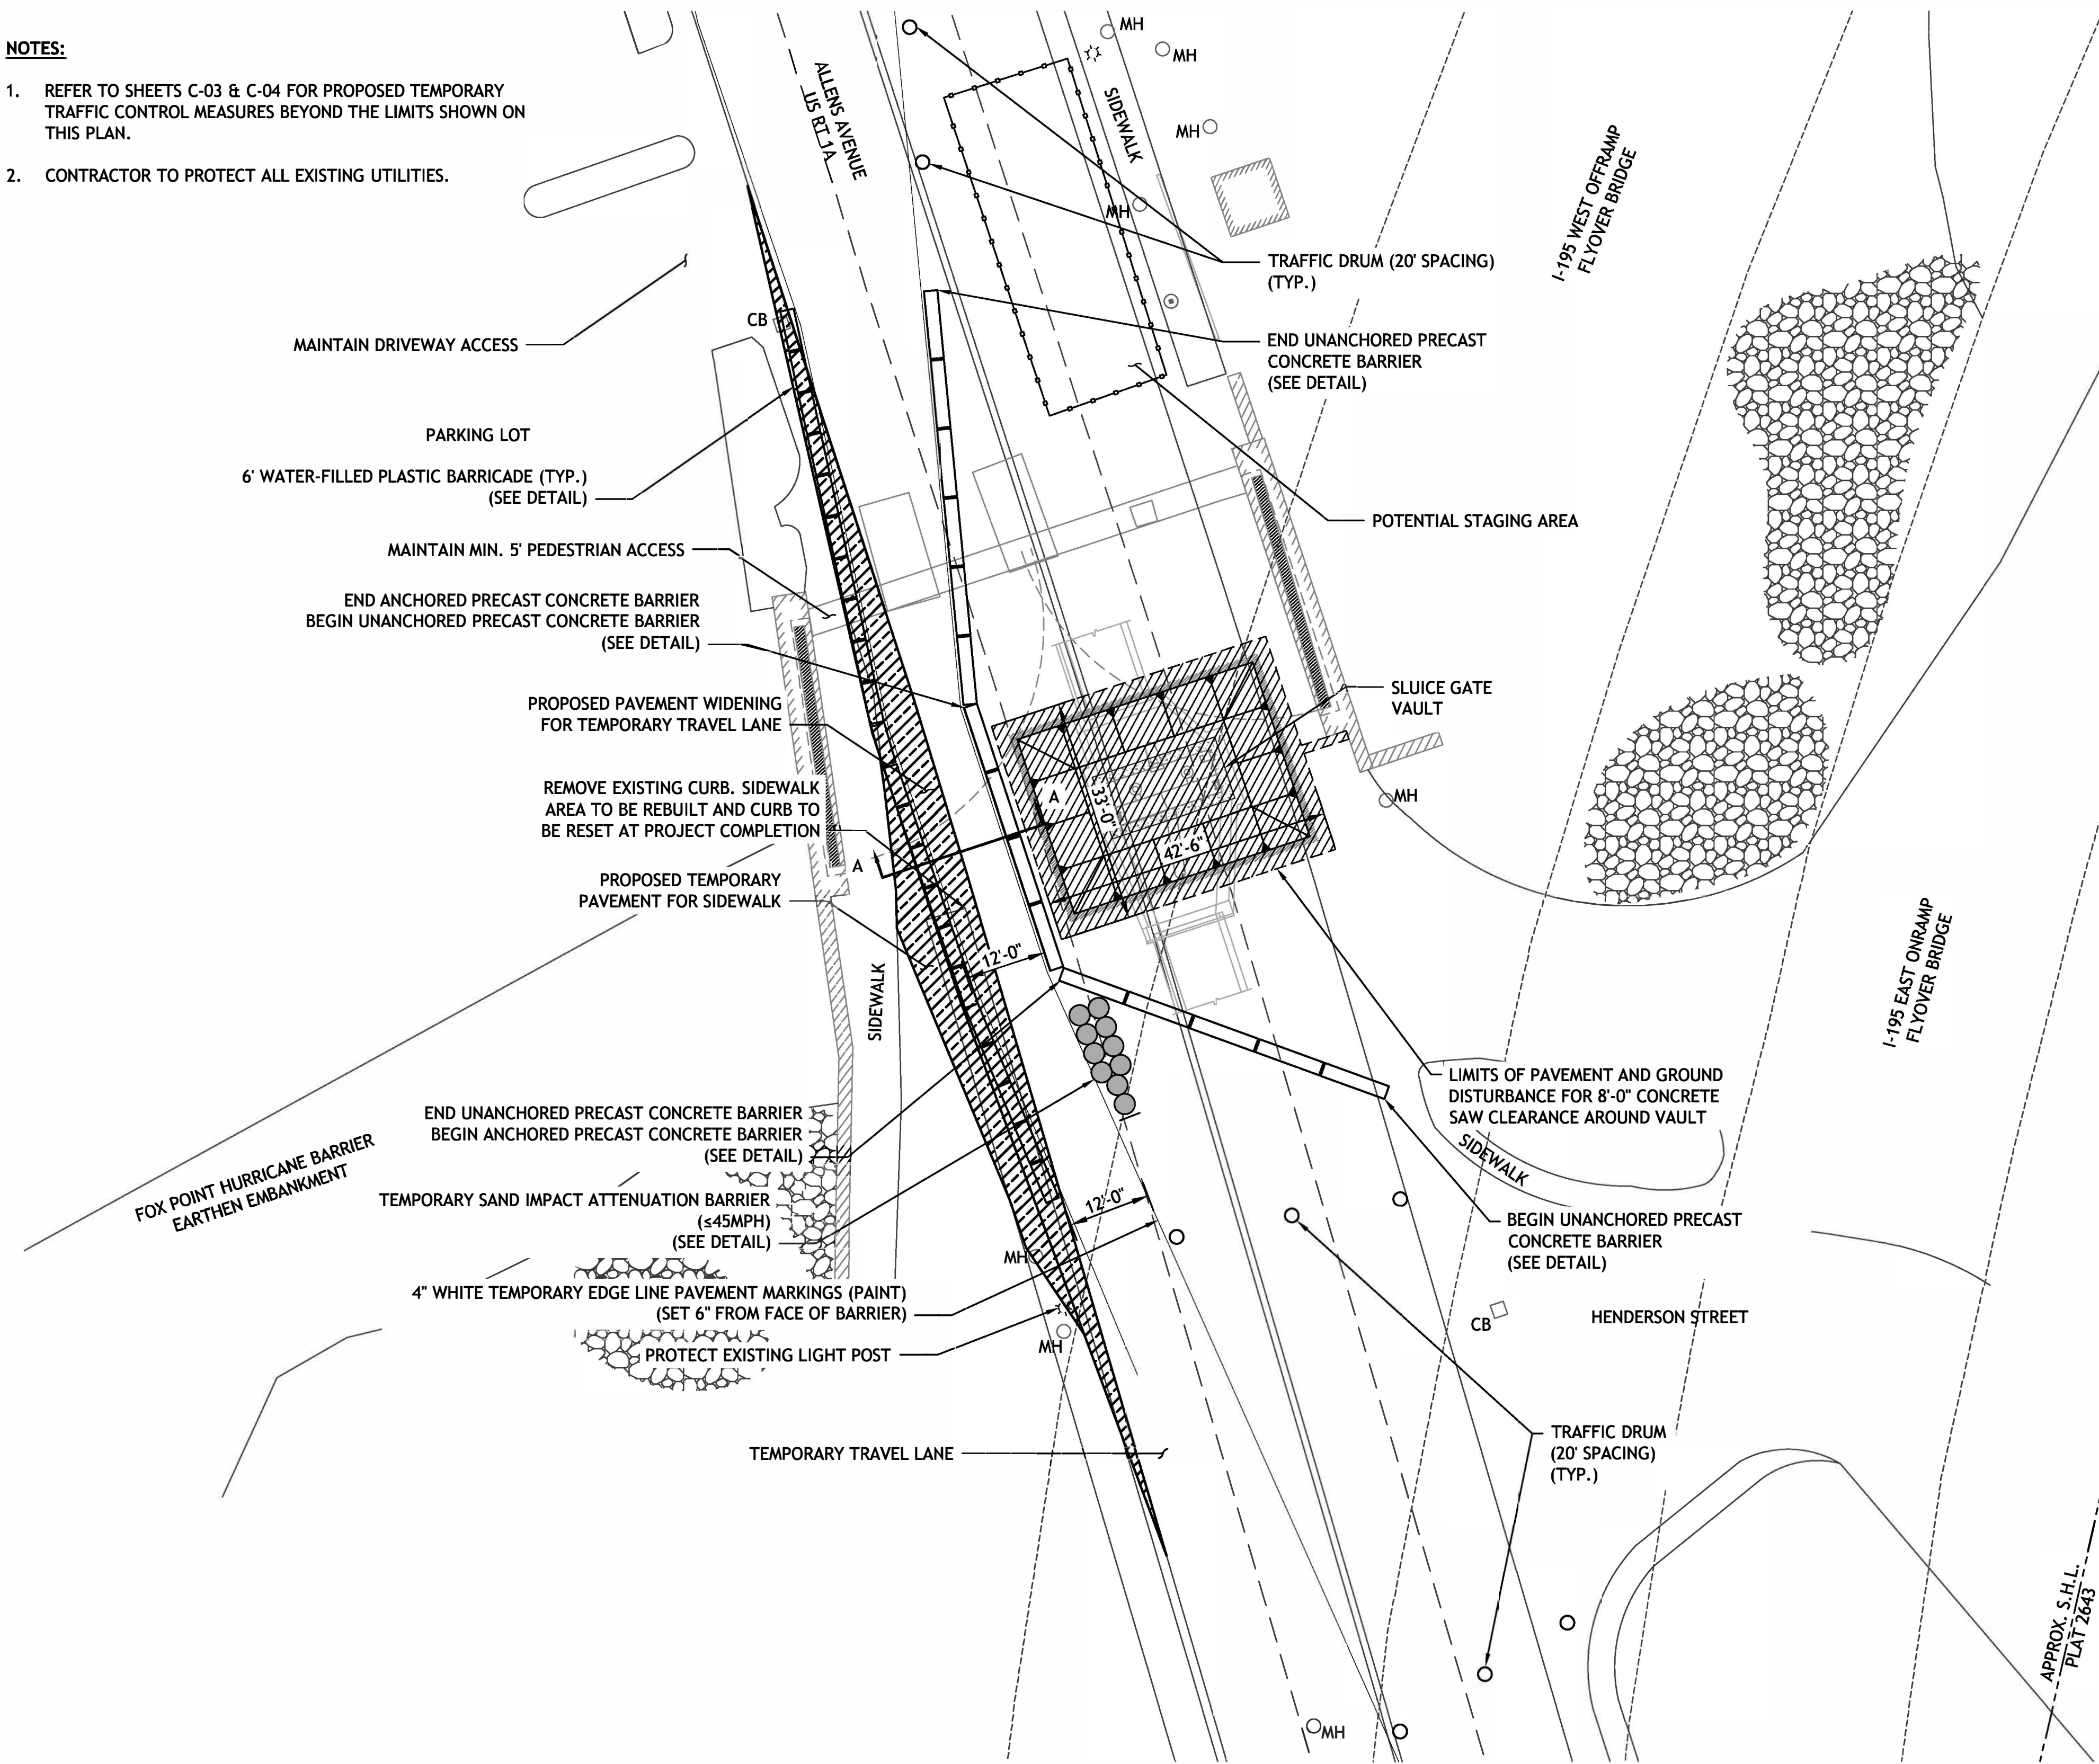 NOTES:
1. REFER TO SHEETS C-03 & C-04 FOR PROPOSED TEMPORARY
TRAFFIC CONTROL MEASURES BEYOND THE LIMITS SHOWN ON
THIS PLAN.
2. CONTRACTOR TO PROTECT ALL EXISTING UTILITIES.
ALLENS AVENUE
US RT 1A
SIDEWALK
MH
MH
MH
MH
I-195 WEST OFFRAMP
FLYOVER BRIDGE
TRAFFIC DRUM (20' SPACING)
(TYP.)
CB
MAINTAIN DRIVEWAY ACCESS
END UNANCHORED PRECAST
CONCRETE BARRIER
(SEE DETAIL)
PARKING LOT
6' WATER-FILLED PLASTIC BARRICADE (TYP.)
(SEE DETAIL)
POTENTIAL STAGING AREA
MAINTAIN MIN. 5' PEDESTRIAN ACCESS
END ANCHORED PRECAST CONCRETE BARRIER
BEGIN UNANCHORED PRECAST CONCRETE BARRIER
(SEE DETAIL)
SLUICE GATE
VAULT
PROPOSED PAVEMENT WIDENING
FOR TEMPORARY TRAVEL LANE
REMOVE EXISTING CURB. SIDEWALK
AREA TO BE REBUILT AND CURB TO
BE RESET AT PROJECT COMPLETION
A
33'-0"
42'-6"
MH
A
PROPOSED TEMPORARY
PAVEMENT FOR SIDEWALK
12'-0"
SIDEWALK
I-195 EAST ONRAMP
FLYOVER BRIDGE
LIMITS OF PAVEMENT AND GROUND
DISTURBANCE FOR 8'-0" CONCRETE
SAW CLEARANCE AROUND VAULT
SIDEWALK
END UNANCHORED PRECAST CONCRETE BARRIER
BEGIN ANCHORED PRECAST CONCRETE BARRIER
(SEE DETAIL)
FOX POINT HURRICANE BARRIER
EARTHEN EMBANKMENT
TEMPORARY SAND IMPACT ATTENUATION BARRIER
(≤45MPH)
(SEE DETAIL)
12'-0"
BEGIN UNANCHORED PRECAST
CONCRETE BARRIER
(SEE DETAIL)
MH
4" WHITE TEMPORARY EDGE LINE PAVEMENT MARKINGS (PAINT)
(SET 6" FROM FACE OF BARRIER)
CB
HENDERSON STREET
MH
PROTECT EXISTING LIGHT POST
TEMPORARY TRAVEL LANE
TRAFFIC DRUM
(20' SPACING)
(TYP.)
APPROX. S.H.L.
PLAT 2643
MH